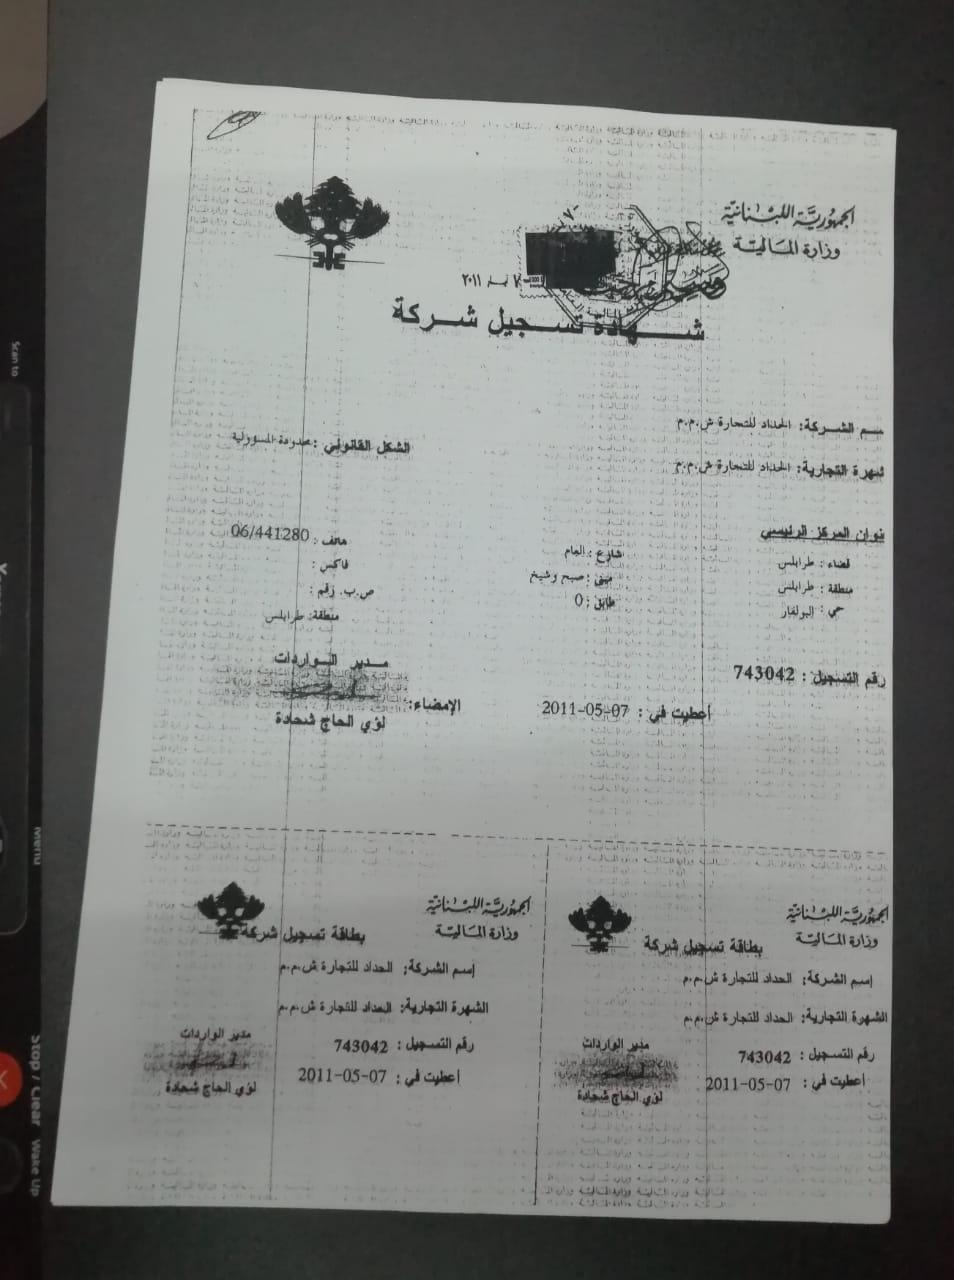 الجمهورية اللبنانية
وزارة المالية
٢٠١١
شهادة تسجيل شركة
سم الشركة: الحداد للتجارة ش.م.م
الشكل القانوني: محدودة المسؤولية
شهرة التجارية: الحداد للتجارة ش.م.م
نوان المركز الرئيسي
قضاء: طرابلس
شارع: العام
هاتف: 06/441280
منطقة: طرابلس
مبنى: صبح وشيخ
فاكس:
حي: البولفار
طابق: 0
ص.ب. رقم:
منطقة: طرابلس
رقم التسجيل: 743042
مدير الواردات
أعطيت في: 2011-05-07
الإمضاء:
لؤي الحاج شحادة
الجمهورية اللبنانية
وزارة المالية
بطاقة تسجيل شركة
إسم الشركة: الحداد للتجارة ش.م.م
الشهرة التجارية: الحداد للتجارة ش.م.م
رقم التسجيل: 743042
مدير الواردات
أعطيت في: 2011-05-07
لؤي الحاج شحادة
الجمهورية اللبنانية
وزارة المالية
بطاقة تسجيل شركة
إسم الشركة: الحداد للتجارة ش.م.م
الشهرة التجارية: الحداد للتجارة ش.م.م
رقم التسجيل: 743042
مدير الواردات
أعطيت في: 2011-05-07
لؤي الحاج شحادة
Scan to
Menu
Stop / Clear
Wake Up